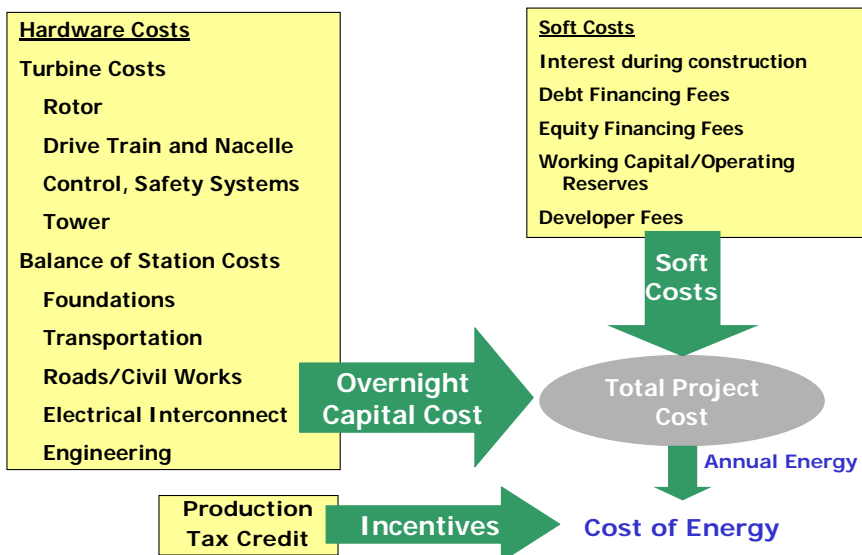 Hardware Costs
Turbine Costs
Rotor
Drive Train and Nacelle
Control, Safety Systems
Tower
Balance of Station Costs
Foundations
Transportation
Roads/Civil Works
Electrical Interconnect
Engineering
Soft Costs
Interest during construction
Debt Financing Fees
Equity Financing Fees
Working Capital/Operating
Reserves
Developer Fees
Soft
Costs
Overnight
Capital Cost
Total Project
Cost
Annual Energy
Production
Tax Credit
Incentives
Cost of Energy